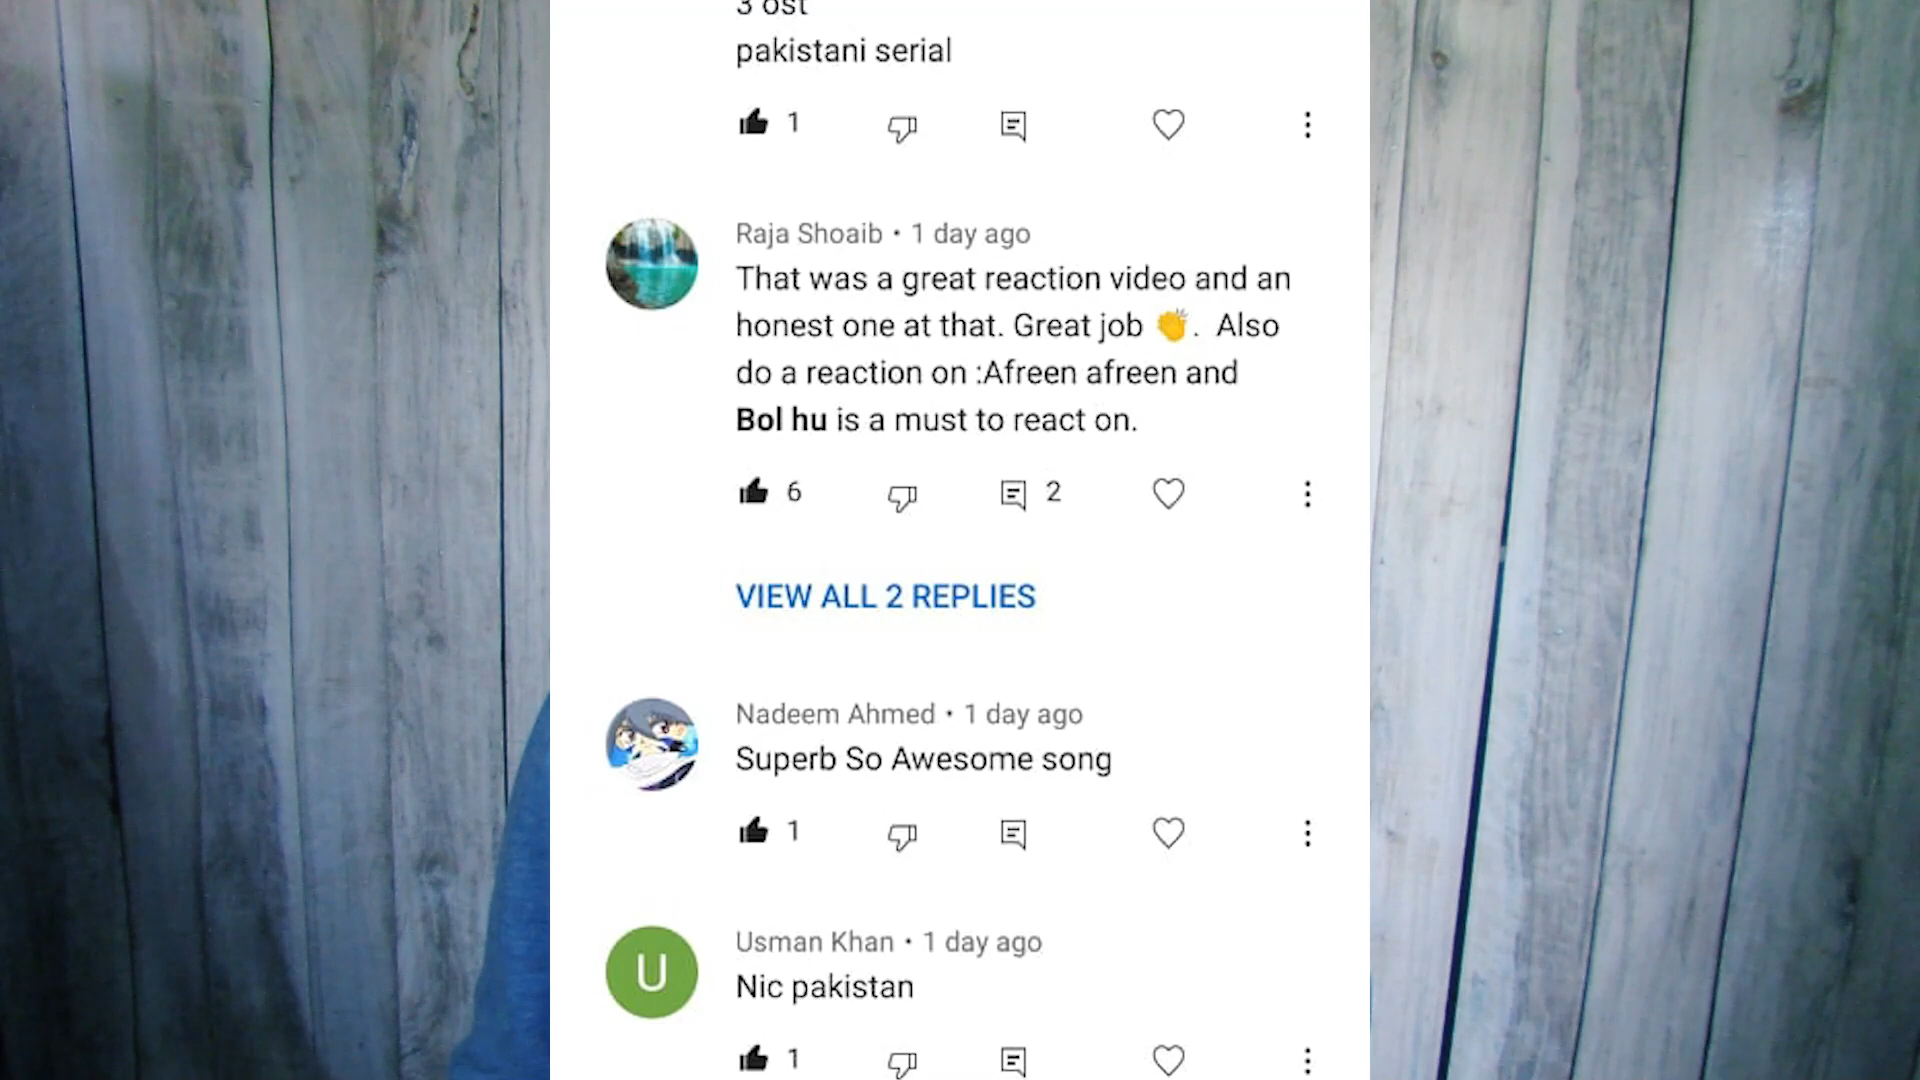 3 ost
pakistani serial
1
Raja Shoaib • 1 day ago
That was a great reaction video and an
honest one at that. Great job 👏. Also
do a reaction on :Afreen afreen and
Bol hu is a must to react on.
6 2
VIEW ALL 2 REPLIES
Nadeem Ahmed • 1 day ago
Superb So Awesome song
1
U
Usman Khan • 1 day ago
Nic pakistan
1